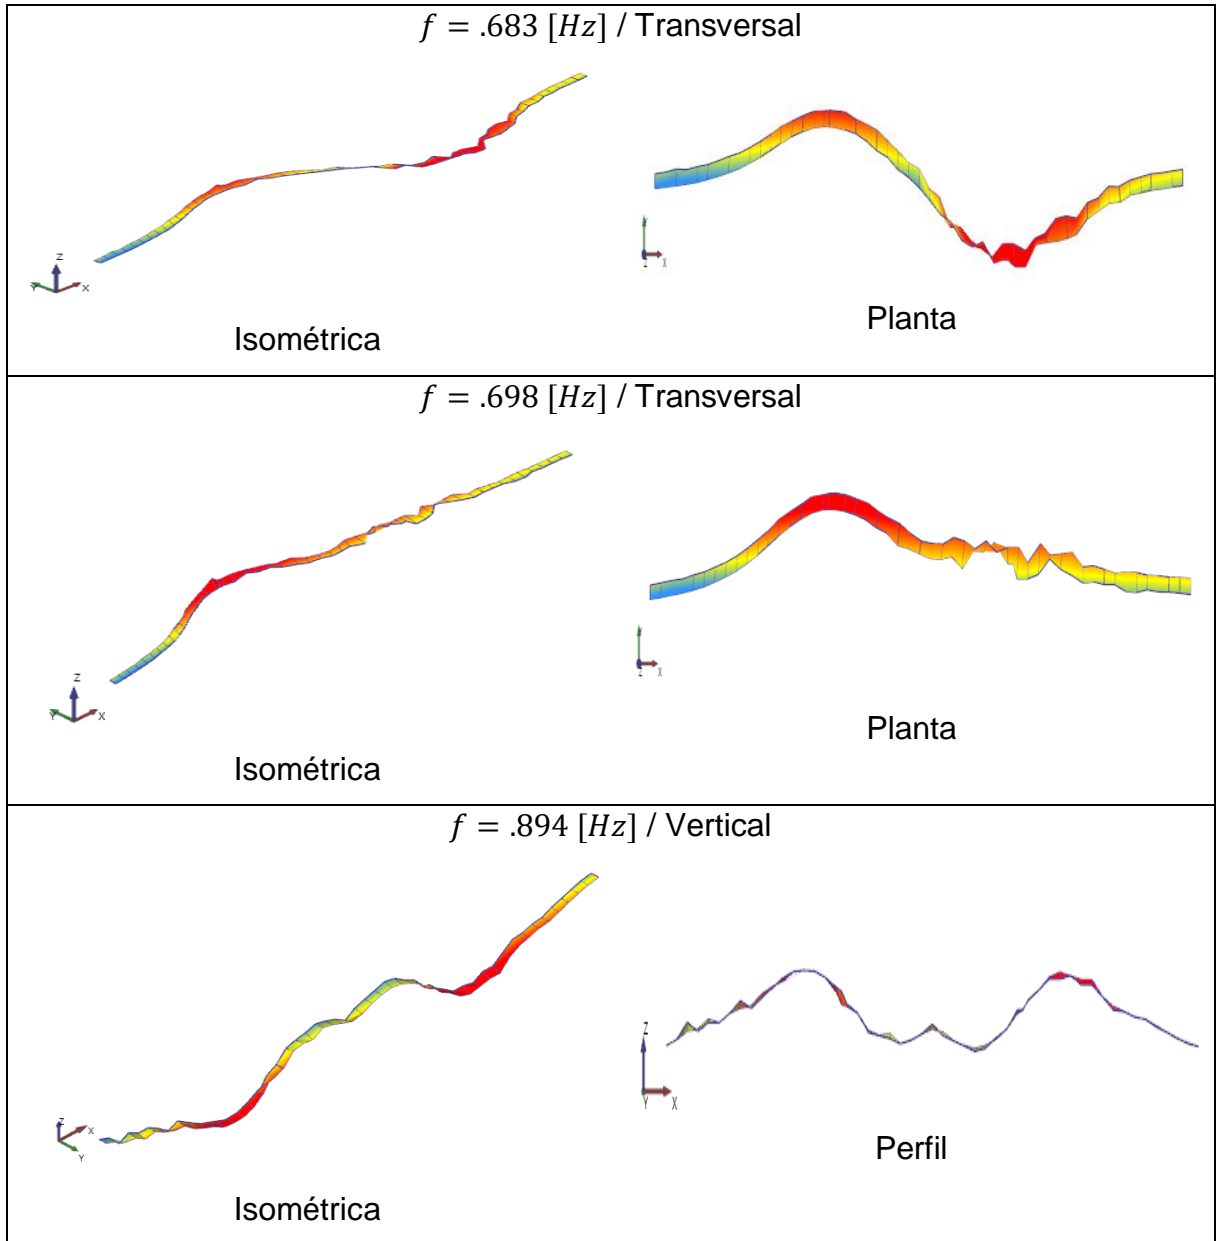 f = .683 [Hz] / Transversal
Z
Y
X
Isométrica
Y
Z
X
Planta
f = .698 [Hz] / Transversal
Z
Y
X
Isométrica
Y
Z
X
Planta
f = .894 [Hz] / Vertical
Z
X
Y
Isométrica
Z
Y
X
Perfil